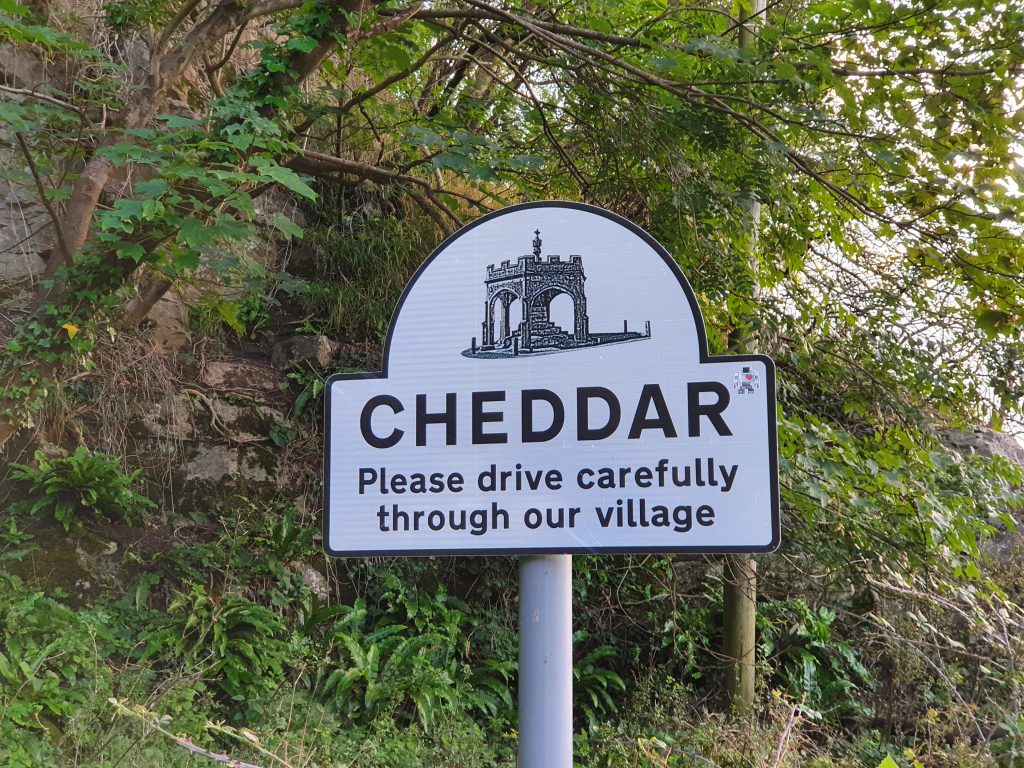 CHEDDAR
Please drive carefully
through our village